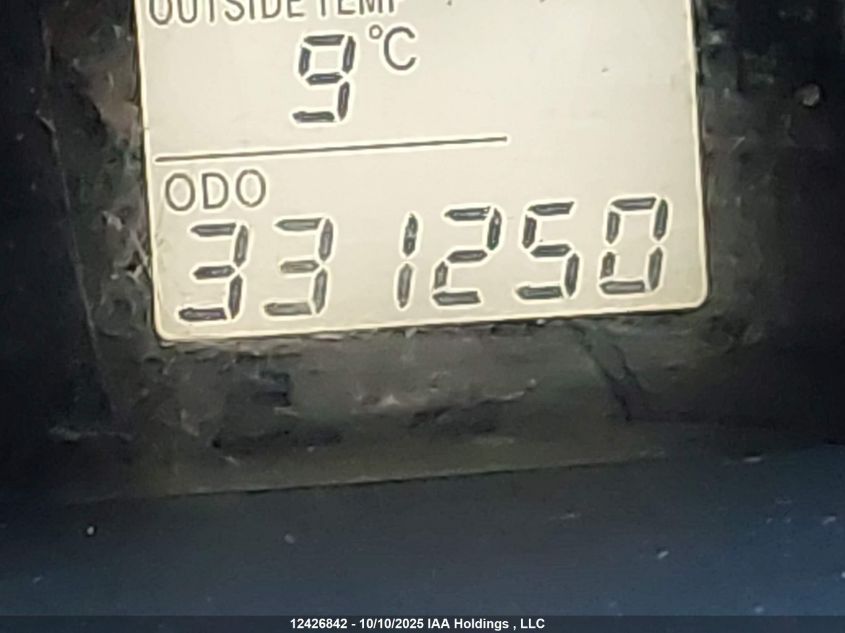 OUTSIDE TEMP
9°C
ODO
331250
12426842 - 10/10/2025 IAA Holdings , LLC